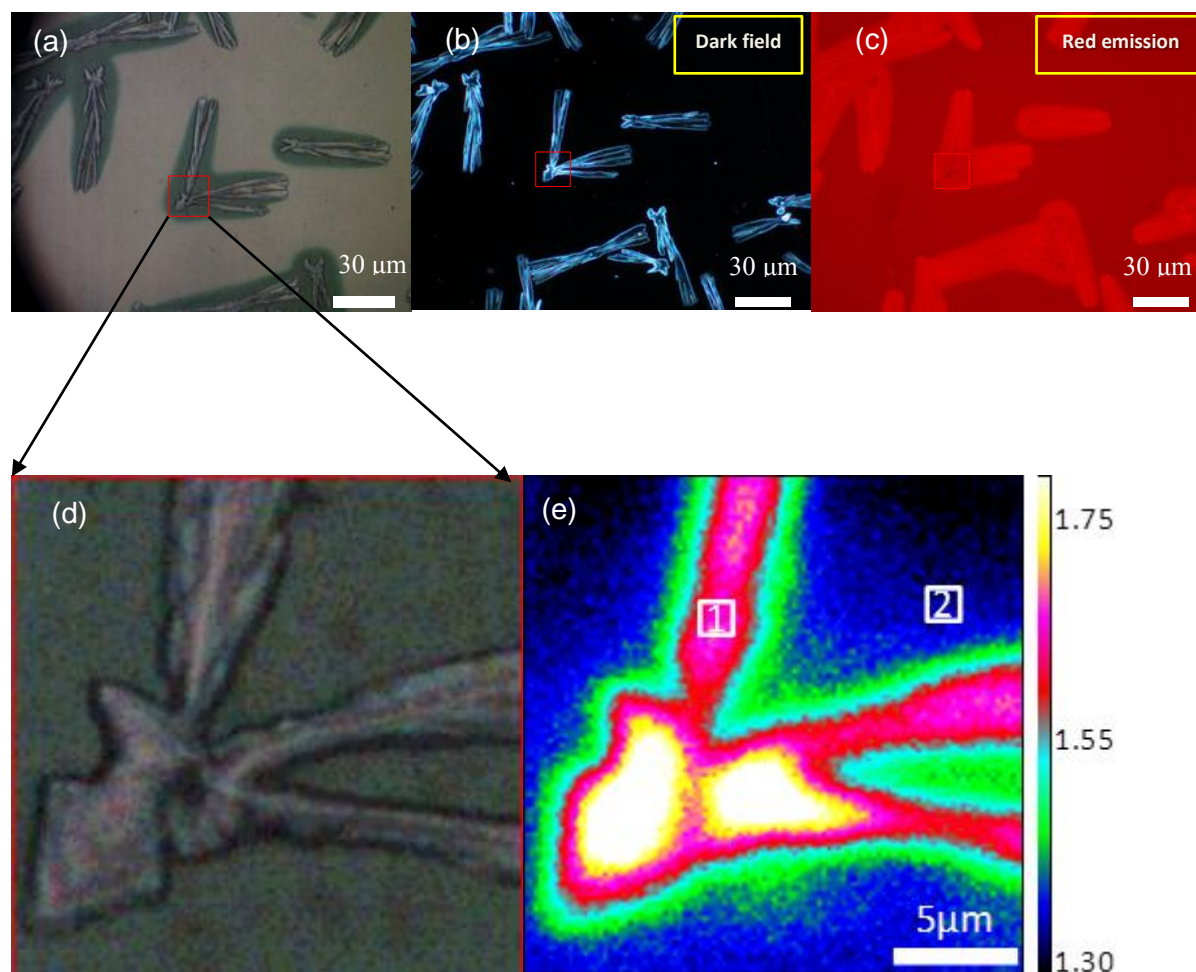 (a)
(b)
Dark field
(c)
Red emission
30 μm
30 μm
30 μm
(d)
(e)
1
2
5μm
1.75
1.55
1.30